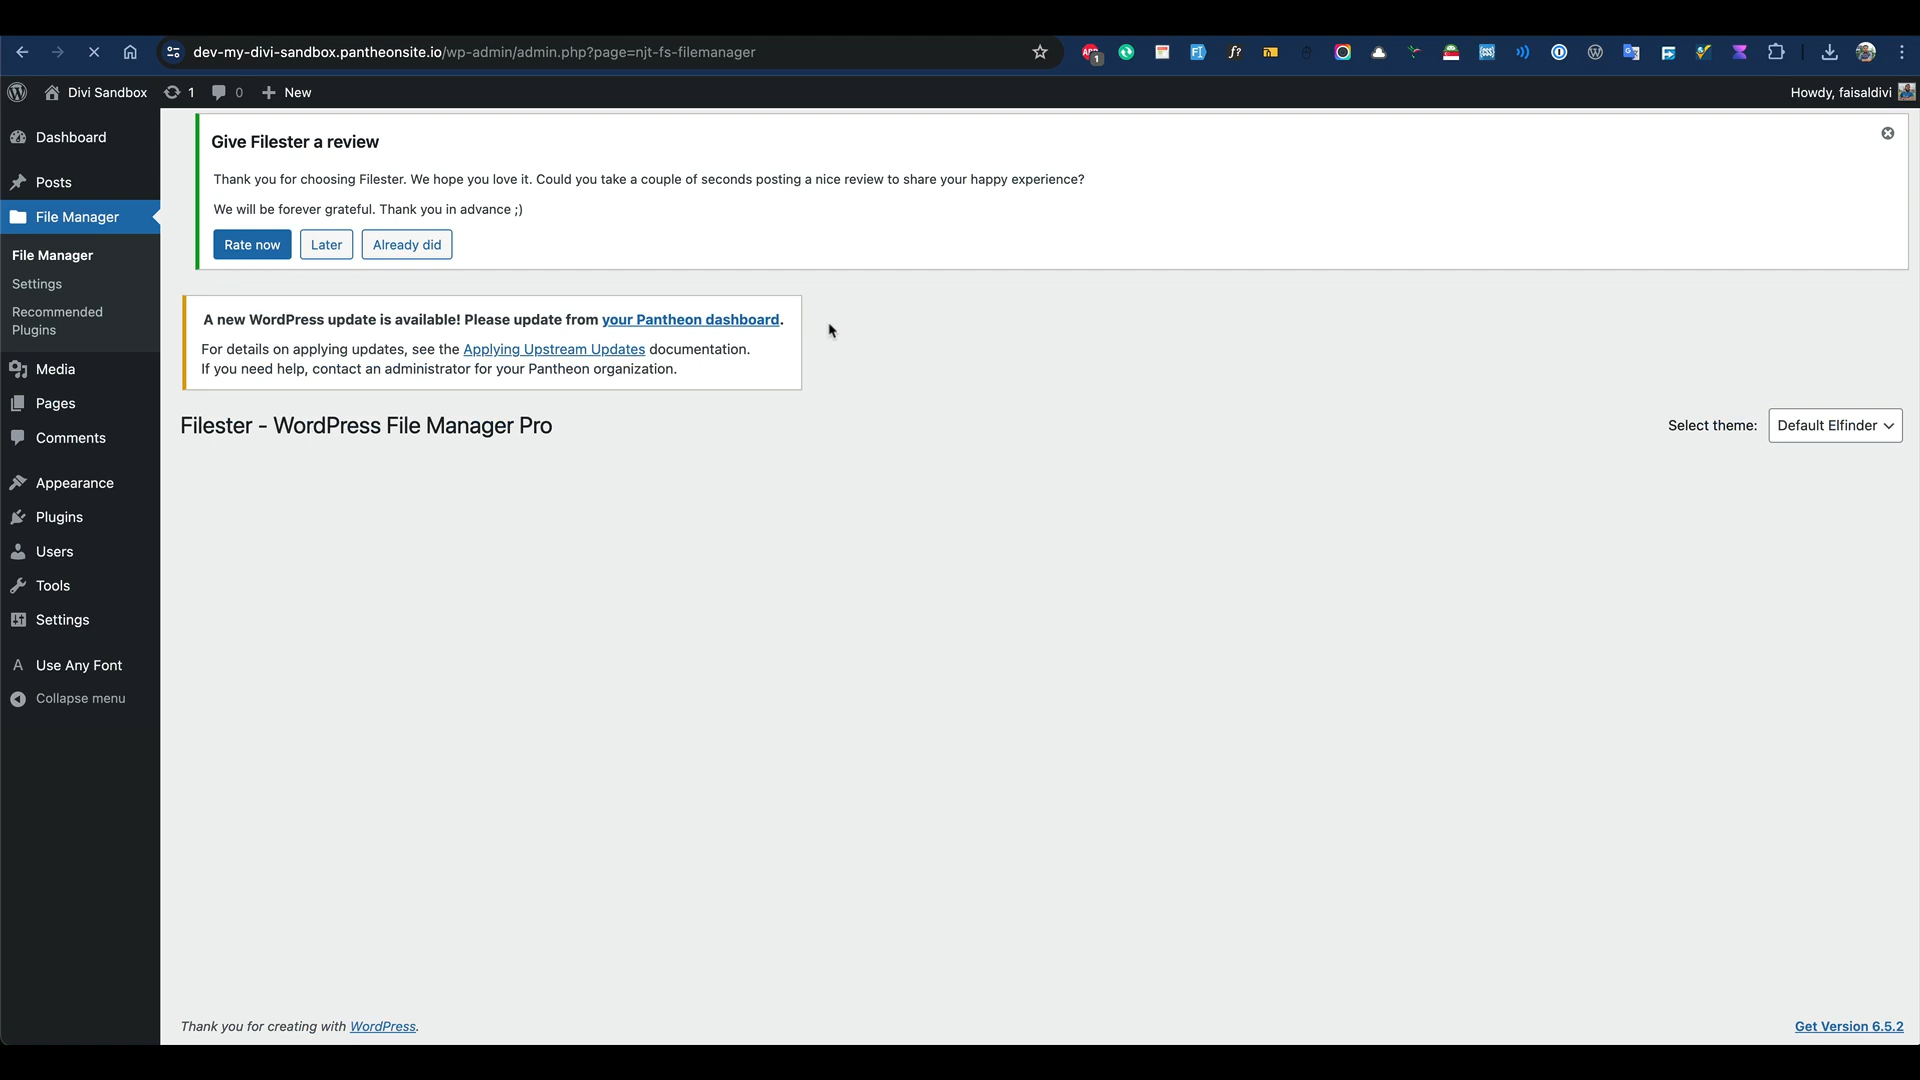 dev-my-divi-sandbox.pantheonsite.io/wp-admin/admin.php?page=njt-fs-filemanager
1
Divi Sandbox 1 0 New
Howdy, faisaldivi
Dashboard
Posts
File Manager
File Manager
Settings
Recommended
Plugins
Media
Pages
Comments
Appearance
Plugins
Users
Tools
Settings
Use Any Font
Collapse menu
Give Filester a review
Thank you for choosing Filester. We hope you love it. Could you take a couple of seconds posting a nice review to share your happy experience?
We will be forever grateful. Thank you in advance ;)
Rate now Later Already did
A new WordPress update is available! Please update from your Pantheon dashboard.
For details on applying updates, see the Applying Upstream Updates documentation.
If you need help, contact an administrator for your Pantheon organization.
Filester - WordPress File Manager Pro
Select theme: Default Elfinder
Thank you for creating with WordPress.
Get Version 6.5.2